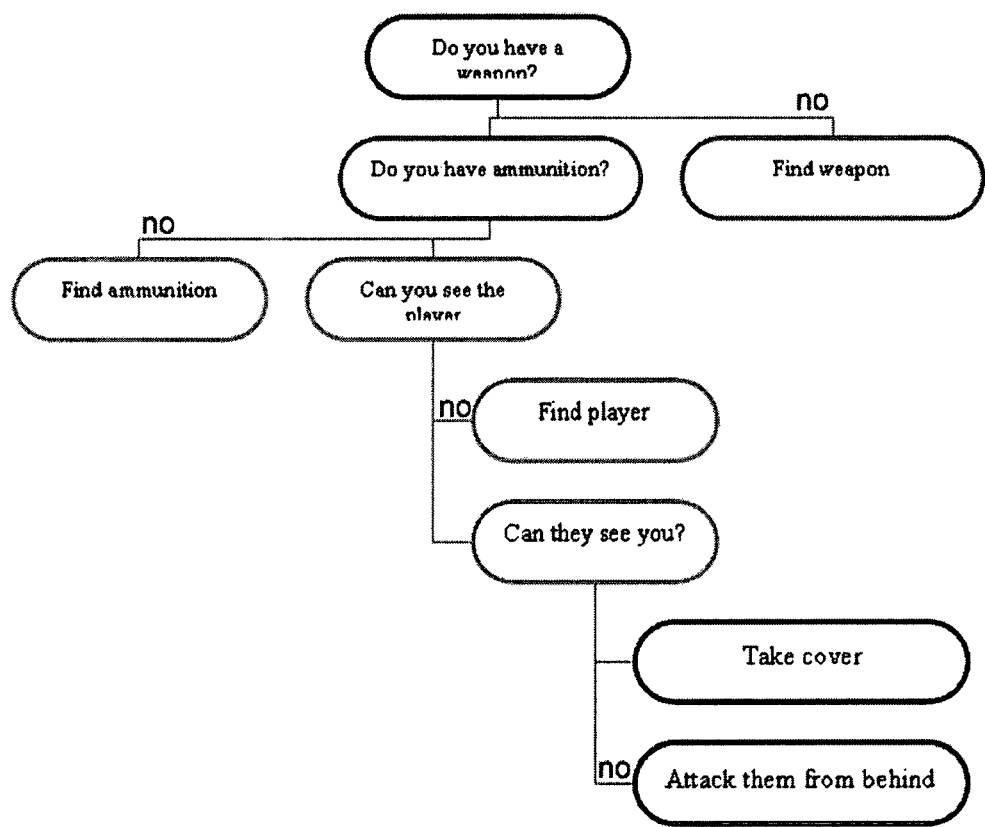 Do you have a
weapon?
no
Do you have ammunition?
Find weapon
no
Find ammunition
Can you see the
player
no
Find player
Can they see you?
Take cover
no
Attack them from behind